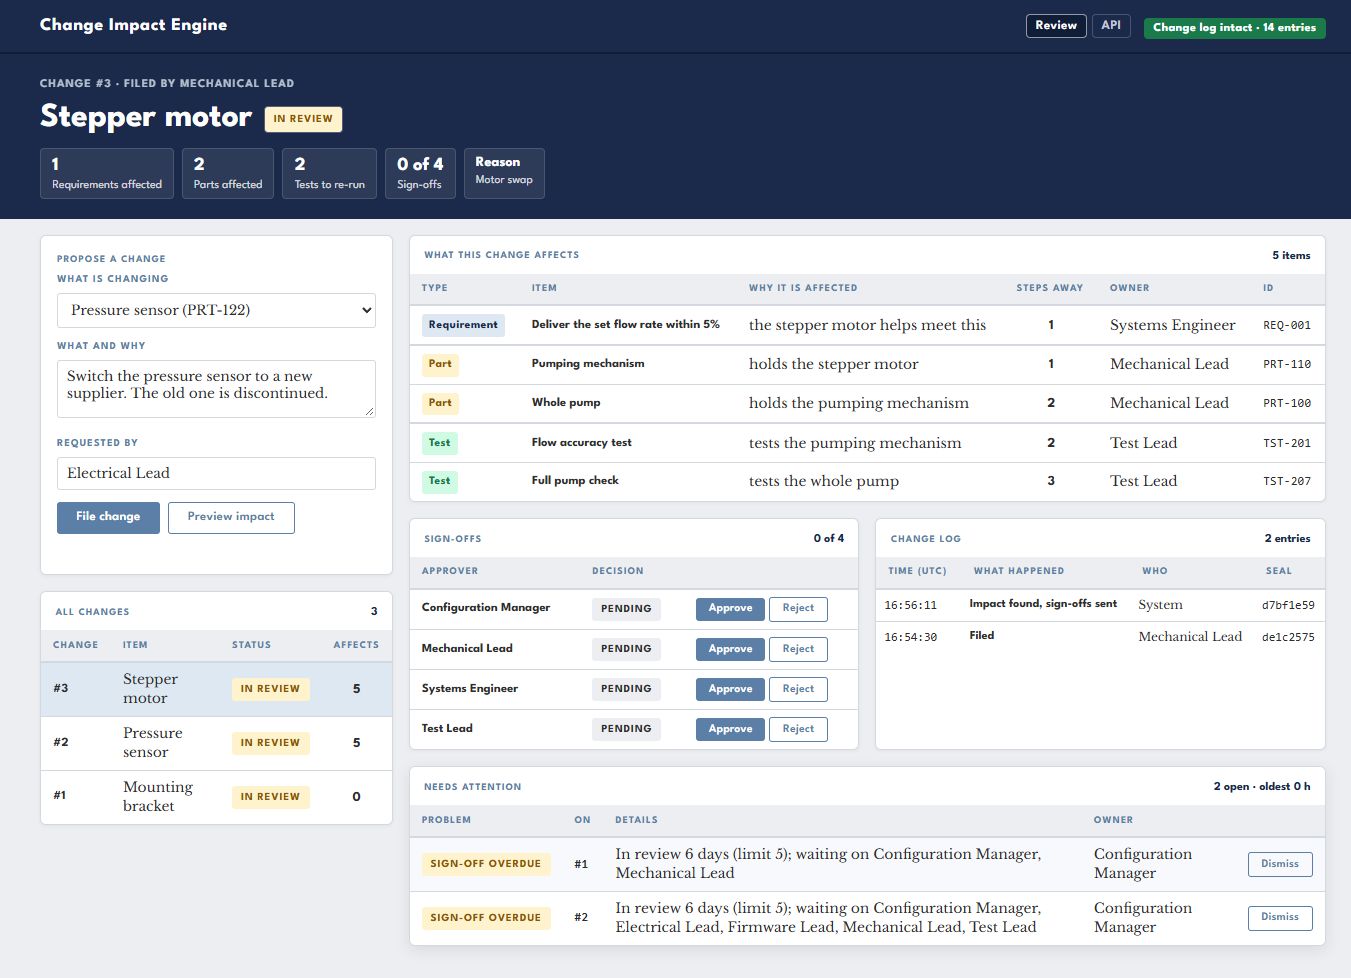 Change Impact Engine
Review API Change log intact · 14 entries
CHANGE #3 · FILED BY MECHANICAL LEAD
Stepper motor IN REVIEW
1 2 2 0 of 4 Reason
Requirements affected Parts affected Tests to re-run Sign-offs Motor swap
PROPOSE A CHANGE
WHAT IS CHANGING
Pressure sensor (PRT-122)
WHAT AND WHY
Switch the pressure sensor to a new
supplier. The old one is discontinued.
REQUESTED BY
Electrical Lead
File change Preview impact
ALL CHANGES 3
CHANGE ITEM STATUS AFFECTS
#3 Stepper motor IN REVIEW 5
#2 Pressure sensor IN REVIEW 5
#1 Mounting bracket IN REVIEW 0
WHAT THIS CHANGE AFFECTS 5 items
TYPE ITEM WHY IT IS AFFECTED STEPS AWAY OWNER ID
Requirement Deliver the set flow rate within 5% the stepper motor helps meet this 1 Systems Engineer REQ-001
Part Pumping mechanism holds the stepper motor 1 Mechanical Lead PRT-110
Part Whole pump holds the pumping mechanism 2 Mechanical Lead PRT-100
Test Flow accuracy test tests the pumping mechanism 2 Test Lead TST-201
Test Full pump check tests the whole pump 3 Test Lead TST-207
SIGN-OFFS 0 of 4
APPROVER DECISION
Configuration Manager PENDING Approve Reject
Mechanical Lead PENDING Approve Reject
Systems Engineer PENDING Approve Reject
Test Lead PENDING Approve Reject
CHANGE LOG 2 entries
TIME (UTC) WHAT HAPPENED WHO SEAL
16:56:11 Impact found, sign-offs sent System d7bf1e59
16:54:30 Filed Mechanical Lead de1c2575
NEEDS ATTENTION 2 open · oldest 0 h
PROBLEM ON DETAILS OWNER
SIGN-OFF OVERDUE #1 In review 6 days (limit 5); waiting on Configuration Manager, Mechanical Lead Configuration Manager Dismiss
SIGN-OFF OVERDUE #2 In review 6 days (limit 5); waiting on Configuration Manager, Electrical Lead, Firmware Lead, Mechanical Lead, Test Lead Configuration Manager Dismiss